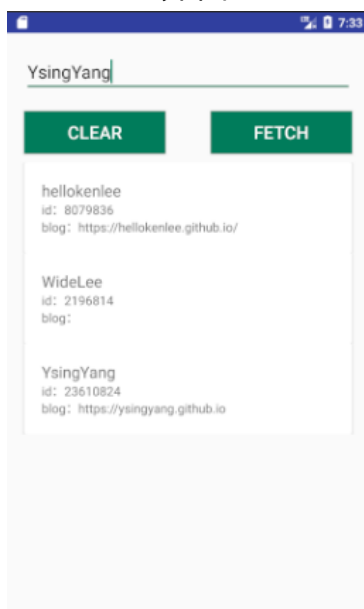 7:33
YsingYang
CLEAR FETCH
hellokenlee
id: 8079836
blog: https://hellokenlee.github.io/
WideLee
id: 2196814
blog:
YsingYang
id: 23610824
blog: https://ysingyang.github.io